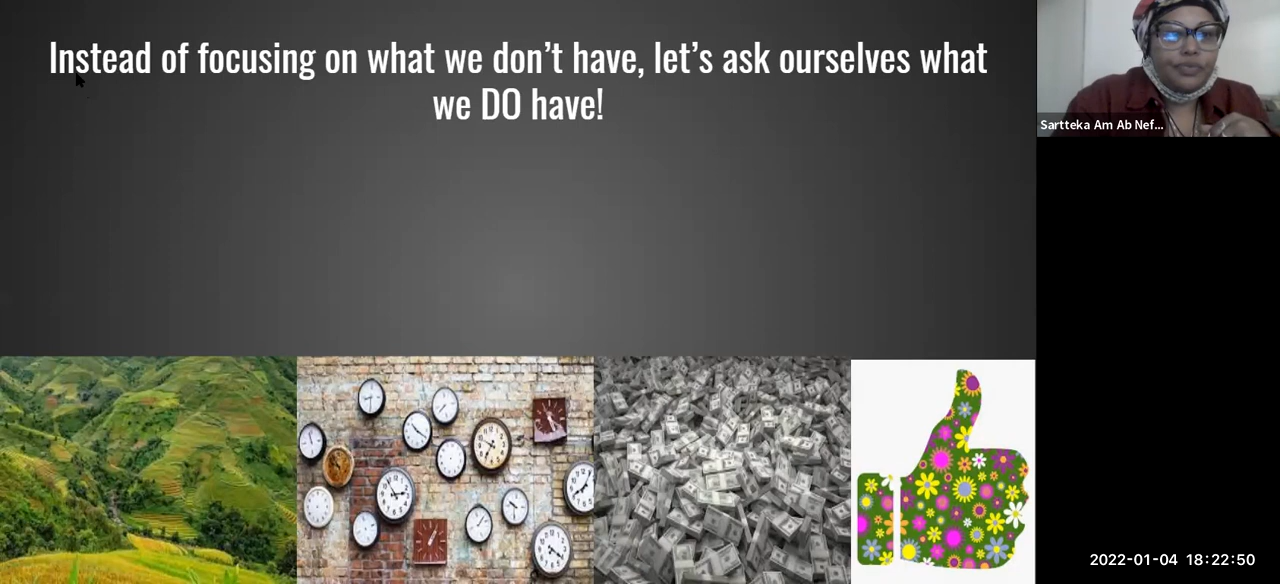 Instead of focusing on what we don't have, let's ask ourselves what
we DO have!
Sartteka Am Ab Nef...
2022-01-04 18:22:50